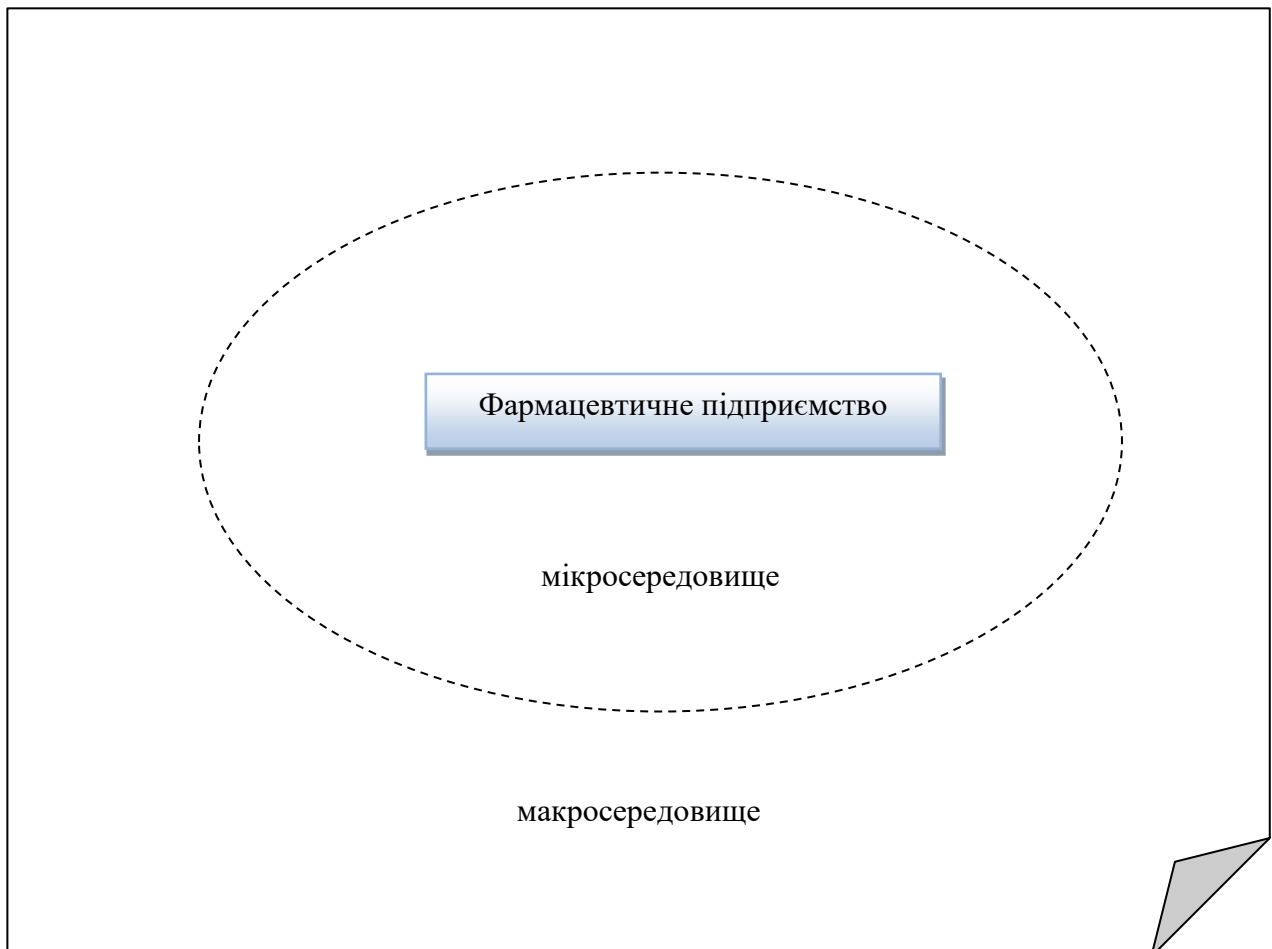 Фармацевтичне підприємство
мікросередовище
макросередовище